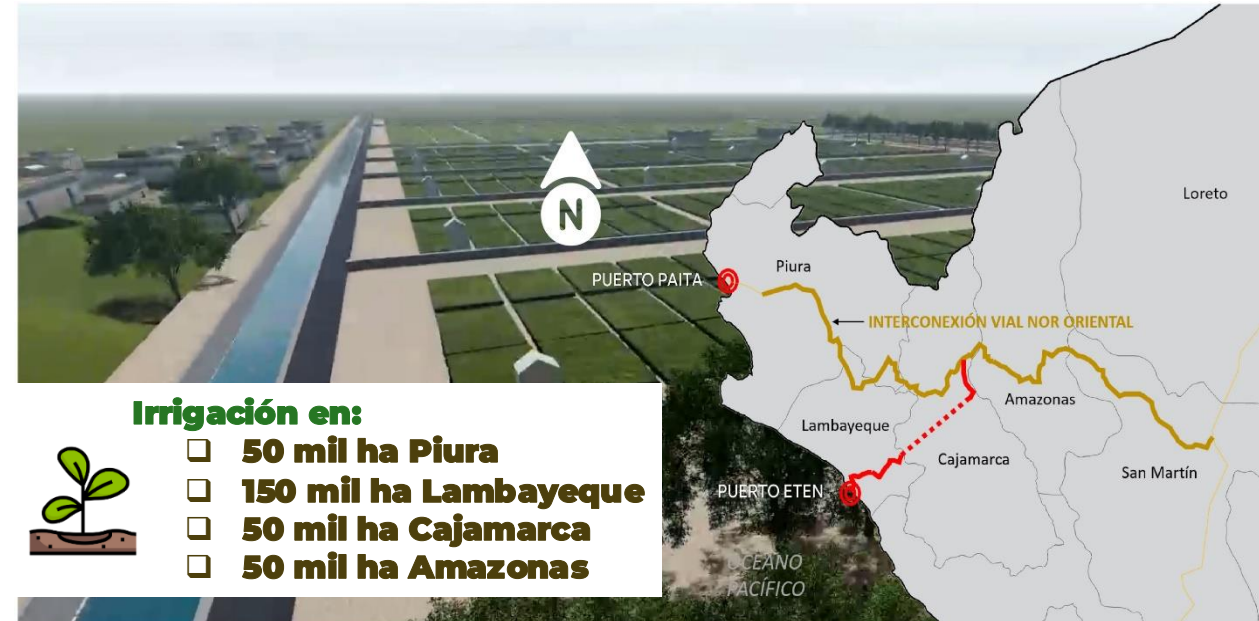 N
Loreto
Piura
PUERTO PAITA
INTERCONEXIÓN VIAL NOR ORIENTAL
Amazonas
Lambayeque
Cajamarca
San Martín
PUERTO ETEN
OCEANO
PACÍFICO
Irrigación en:
50 mil ha Piura
150 mil ha Lambayeque
50 mil ha Cajamarca
50 mil ha Amazonas